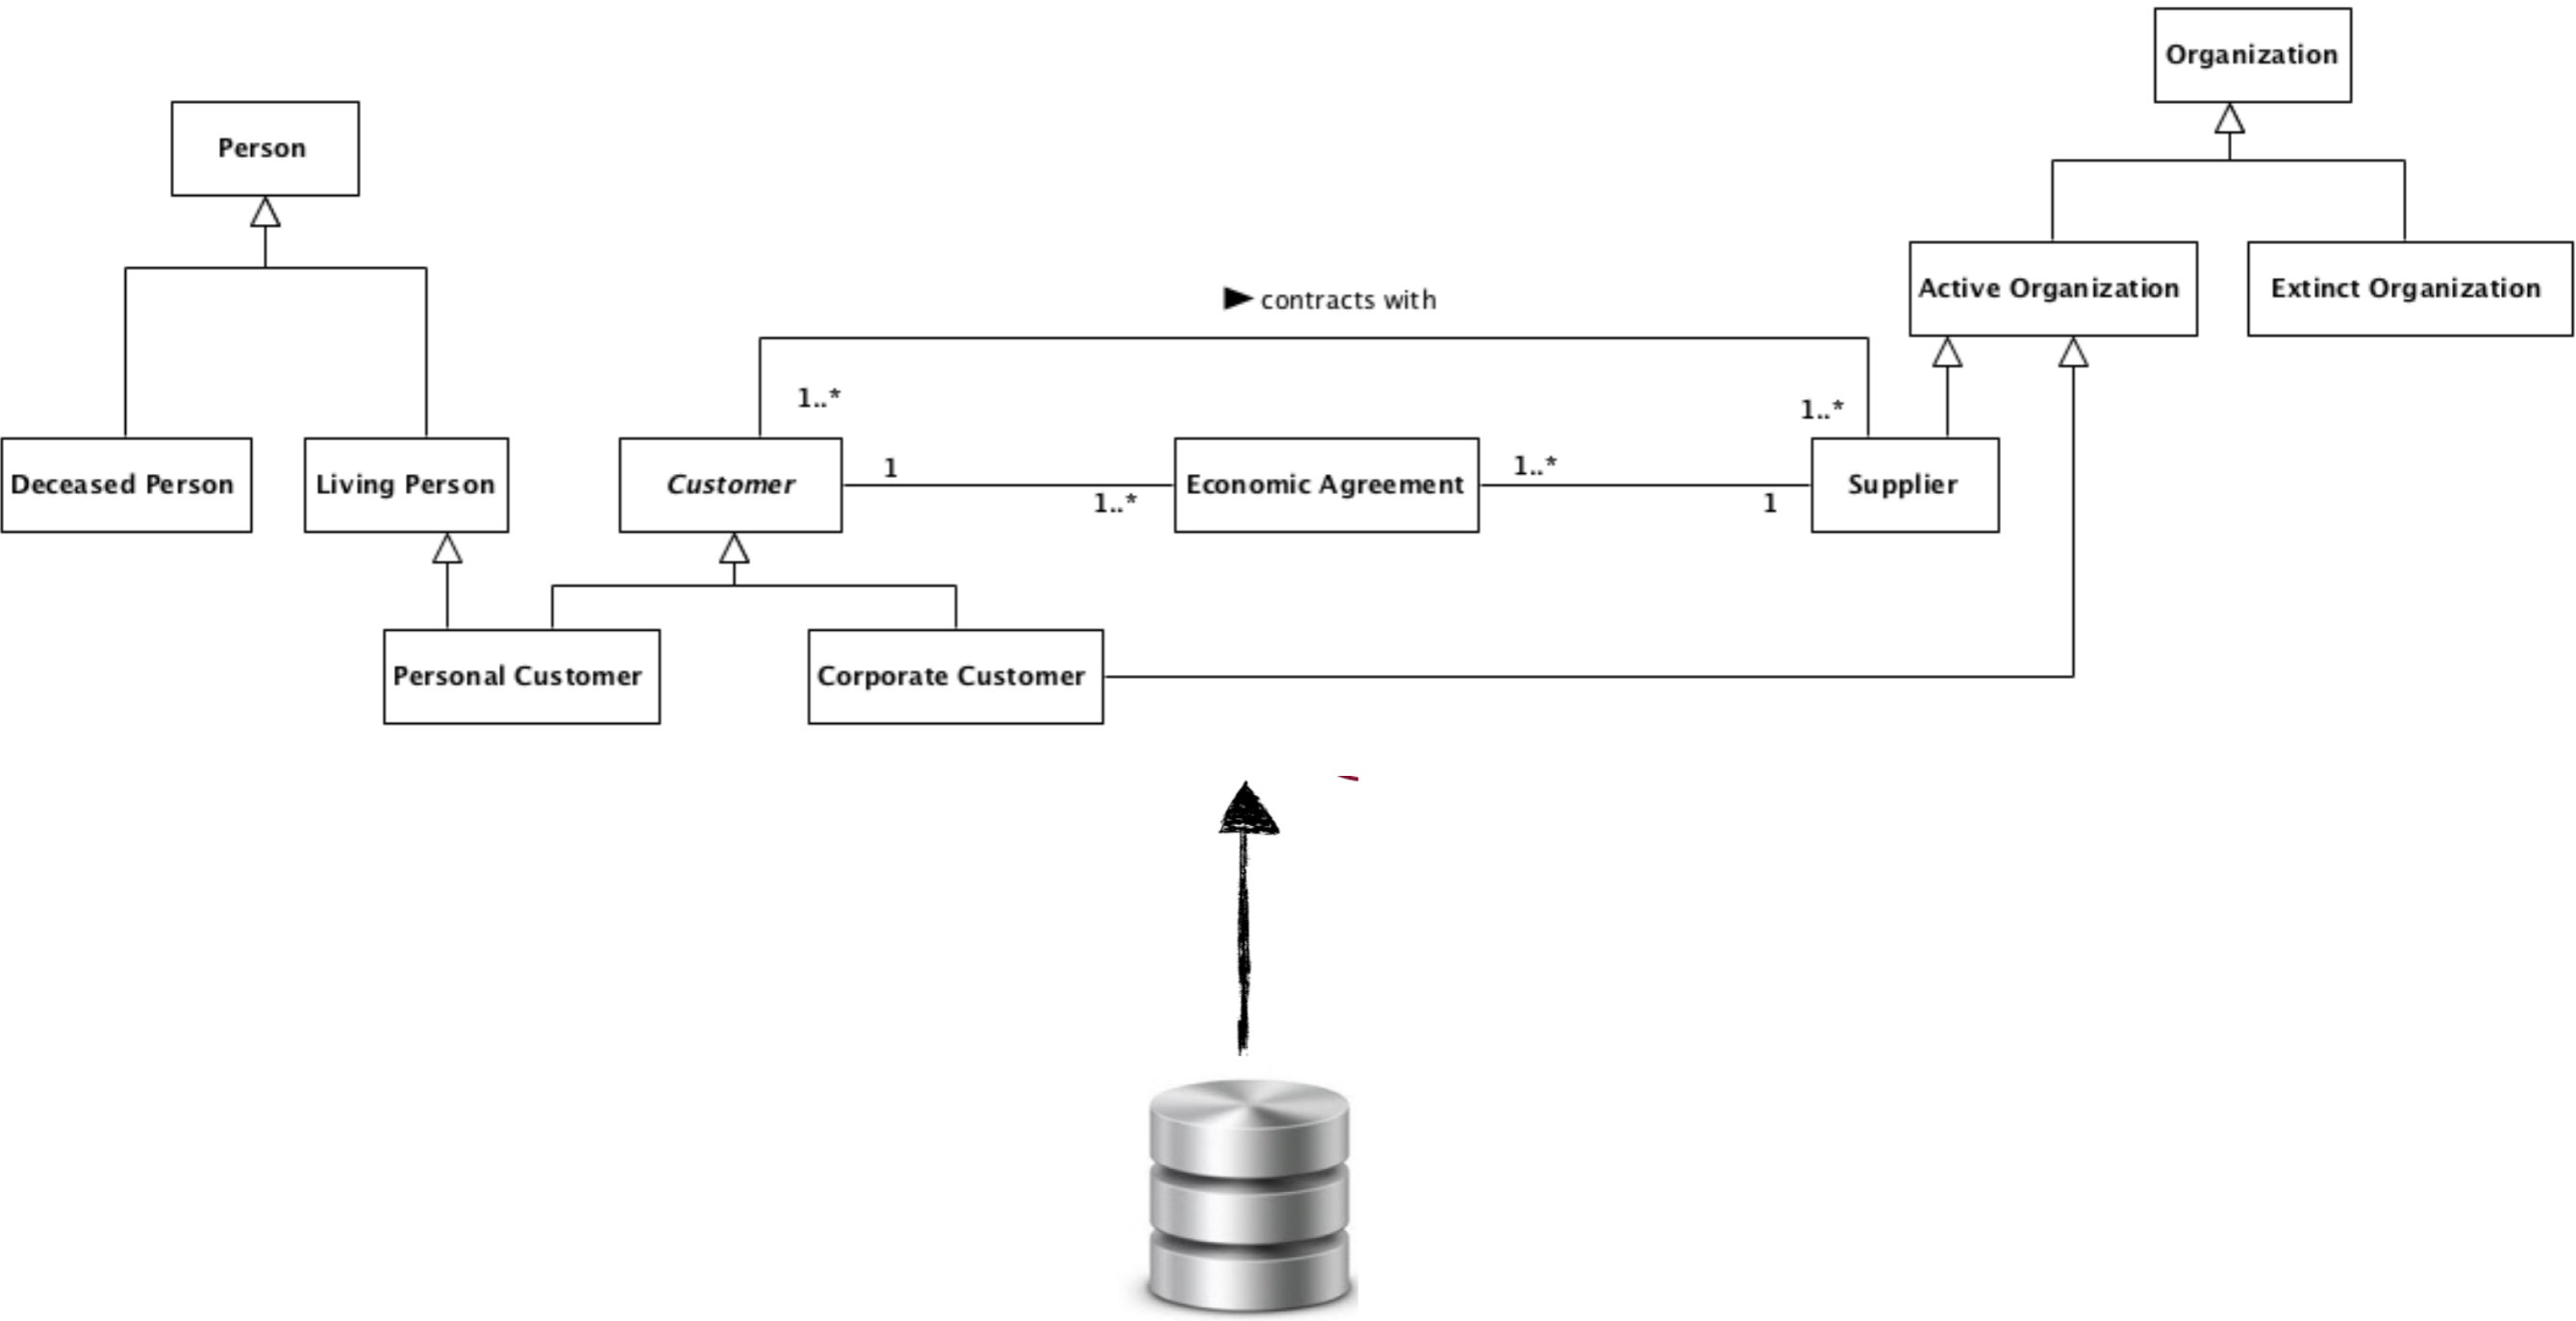 Organization
Person
Active Organization
Extinct Organization
contracts with
1..*
1..*
Deceased Person
Living Person
Customer
1
1..*
Economic Agreement
1..*
1
Supplier
Personal Customer
Corporate Customer